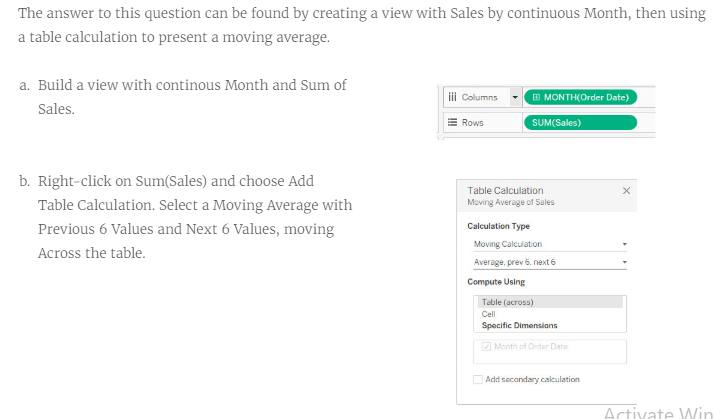 The answer to this question can be found by creating a view with Sales by continuous Month, then using
a table calculation to present a moving average.
a. Build a view with continous Month and Sum of
Sales.
Columns
MONTH(Order Date)
Rows
SUM(Sales)
b. Right-click on Sum(Sales) and choose Add
Table Calculation. Select a Moving Average with
Previous 6 Values and Next 6 Values, moving
Across the table.
Table Calculation
Moving Average of Sales
Calculation Type
Moving Calculation
Average, prev 6, next 6
Compute Using
Table (across)
Cell
Specific Dimensions
Month of Order Date
Add secondary calculation
Activate Win